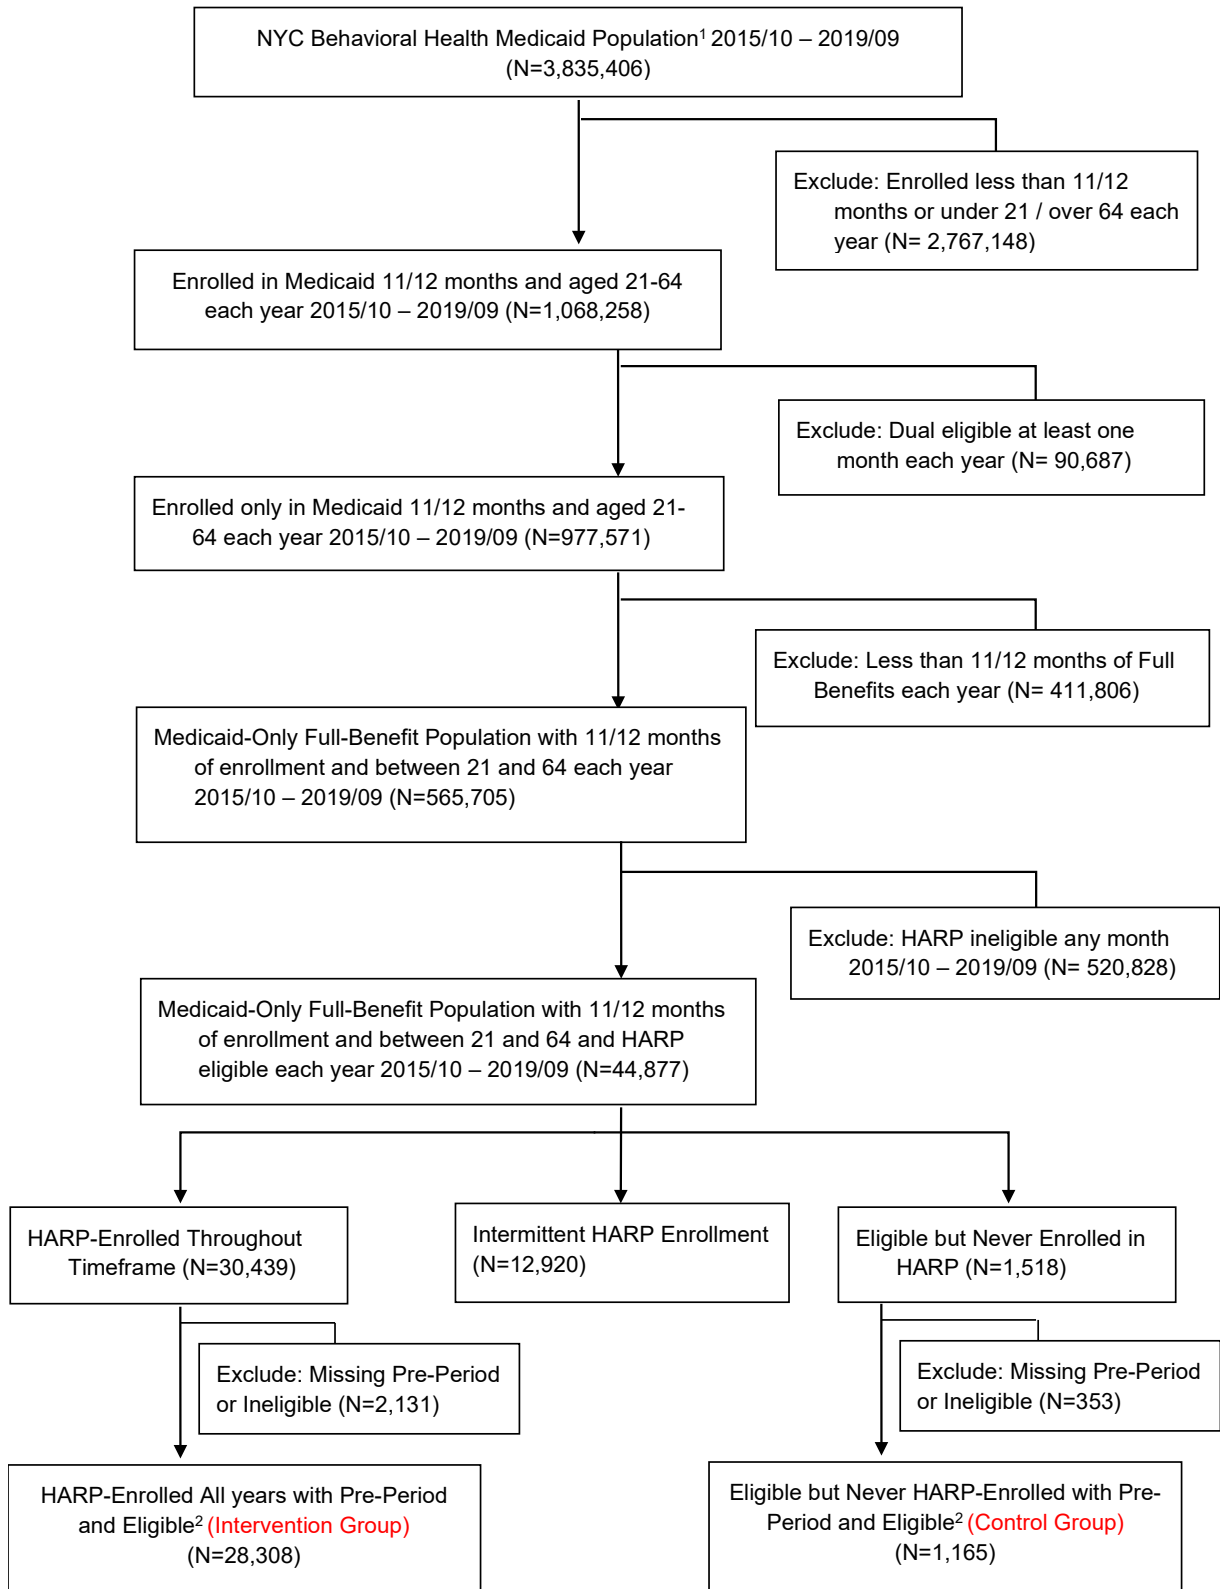 NYC Behavioral Health Medicaid Population¹ 2015/10 – 2019/09
(N=3,835,406)
Exclude: Enrolled less than 11/12
months or under 21 / over 64 each
year (N= 2,767,148)
Enrolled in Medicaid 11/12 months and aged 21-64
each year 2015/10 – 2019/09 (N=1,068,258)
Exclude: Dual eligible at least one
month each year (N= 90,687)
Enrolled only in Medicaid 11/12 months and aged 21-
64 each year 2015/10 – 2019/09 (N=977,571)
Exclude: Less than 11/12 months of Full
Benefits each year (N= 411,806)
Medicaid-Only Full-Benefit Population with 11/12 months
of enrollment and between 21 and 64 each year
2015/10 – 2019/09 (N=565,705)
Exclude: HARP ineligible any month
2015/10 – 2019/09 (N= 520,828)
Medicaid-Only Full-Benefit Population with 11/12 months
of enrollment and between 21 and 64 and HARP
eligible each year 2015/10 – 2019/09 (N=44,877)
HARP-Enrolled Throughout
Timeframe (N=30,439)
Intermittent HARP Enrollment
(N=12,920)
Eligible but Never Enrolled in
HARP (N=1,518)
Exclude: Missing Pre-Period
or Ineligible (N=2,131)
Exclude: Missing Pre-Period
or Ineligible (N=353)
HARP-Enrolled All years with Pre-Period
and Eligible² (Intervention Group)
(N=28,308)
Eligible but Never HARP-Enrolled with Pre-
Period and Eligible² (Control Group)
(N=1,165)